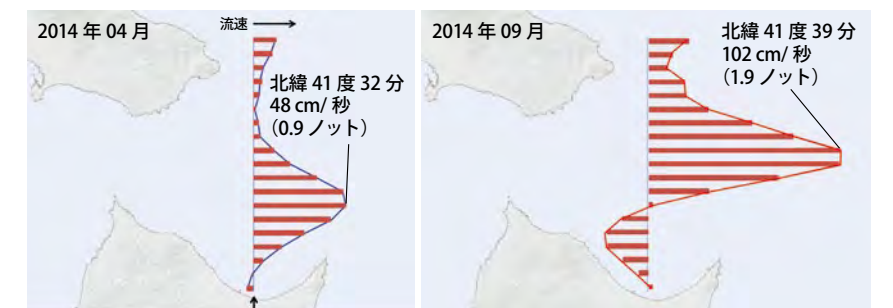 2014 年 04 月
流速
北緯 41 度 32 分
48 cm/ 秒
（0.9 ノット）
2014 年 09 月
北緯 41 度 39 分
102 cm/ 秒
（1.9 ノット）